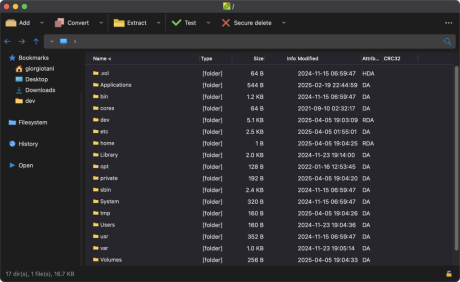 /
Add Convert Extract Test Secure delete
Bookmarks
giorgiotani
Desktop
Downloads
dev
Filesystem
History
Open
Name < Type Size Info Modified Attrib... CRC32
.vol [folder] 64 B 2024-11-15 06:59:47 HDA
Applications [folder] 544 B 2025-02-19 22:44:59 DA
bin [folder] 1.2 KB 2024-11-15 06:59:47 DA
cores [folder] 64 B 2021-09-10 02:32:17 DA
dev [folder] 5.1 KB 2025-04-05 19:03:09 RDA
etc [folder] 2.5 KB 2025-04-05 01:55:01 DA
home [folder] 1 B 2025-04-05 19:04:25 RDA
Library [folder] 2.0 KB 2024-11-23 19:14:00 DA
opt [folder] 128 B 2022-01-16 12:53:45 DA
private [folder] 192 B 2025-04-05 19:04:20 DA
sbin [folder] 2.4 KB 2024-11-15 06:59:47 DA
System [folder] 320 B 2024-11-15 06:59:47 DA
tmp [folder] 160 B 2025-04-05 19:04:26 DA
Users [folder] 160 B 2024-11-23 19:04:36 DA
usr [folder] 352 B 2024-11-15 06:59:47 DA
var [folder] 1.0 KB 2024-11-23 19:05:14 DA
Volumes [folder] 256 B 2025-04-05 19:04:33 DA
17 dir(s), 1 file(s), 16.7 KB